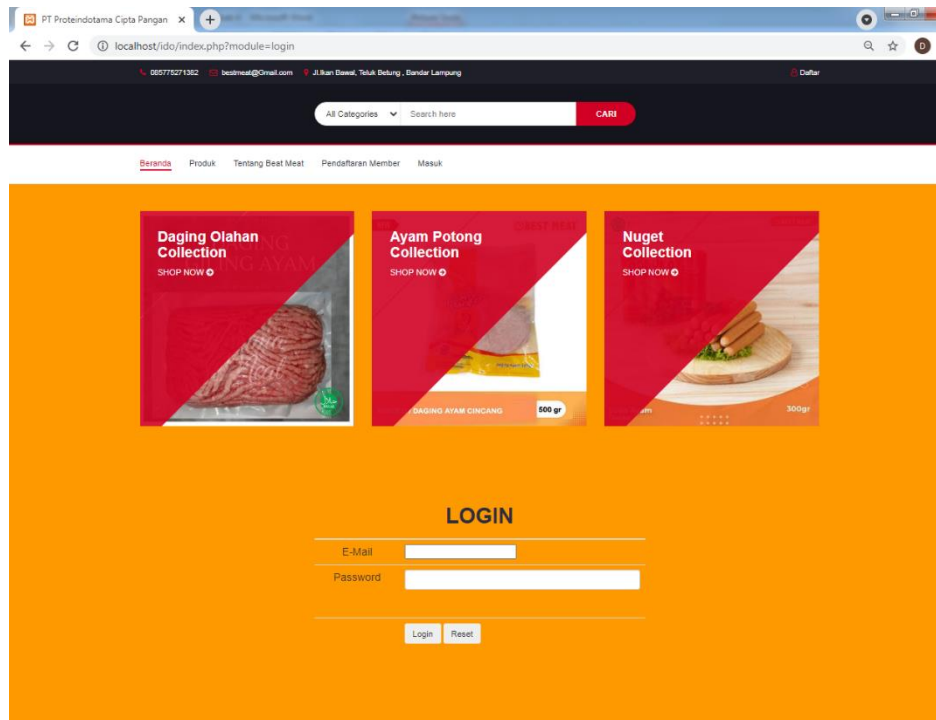 PT Proteindotama Cipta Pangan
localhost/ido/index.php?module=login
D
085778271382 bestmeat@Gmail.com Jl.Ikan Bawal, Teluk Betung , Bandar Lampung Daftar
All Categories Search here CARI
Beranda Produk Tentang Beat Meat Pendaftaran Member Masuk
Daging Olahan
Collection
SHOP NOW
Ayam Potong
Collection
SHOP NOW
DAGING AYAM CINCANG 500 gr
Nuget
Collection
SHOP NOW
300gr
LOGIN
E-Mail
Password
Login Reset